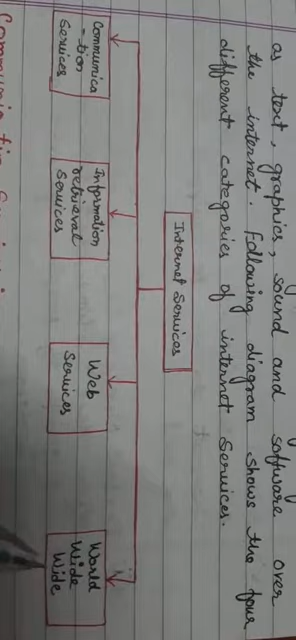 as text, graphics, sound and software over
the internet. Following diagram shows the four
different categories of internet services.
Internet Services
Communica
-tion
Services
Information
retrieval
Services
Web
Services
World
Wide
Wide